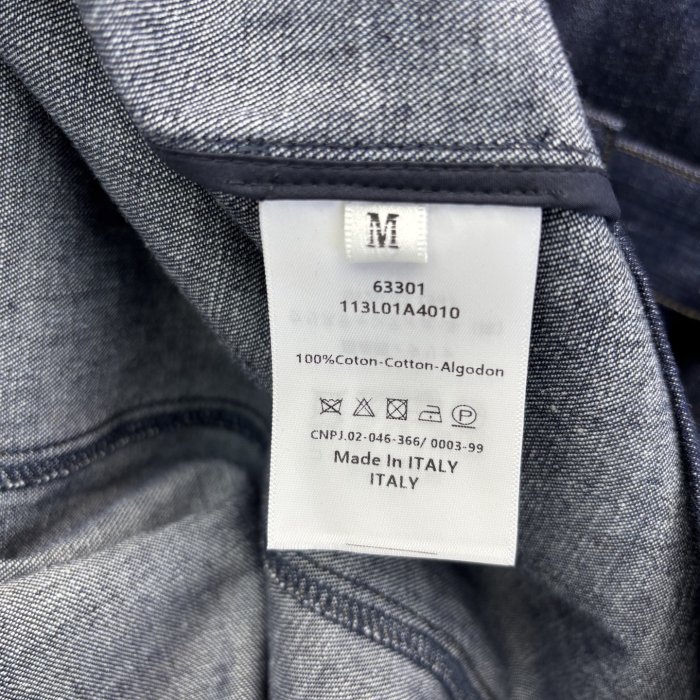 M
63301
113L01A4010
100%Coton-Cotton-Algodon
P
CNPJ.02-046-366/ 0003-99
Made In ITALY
ITALY